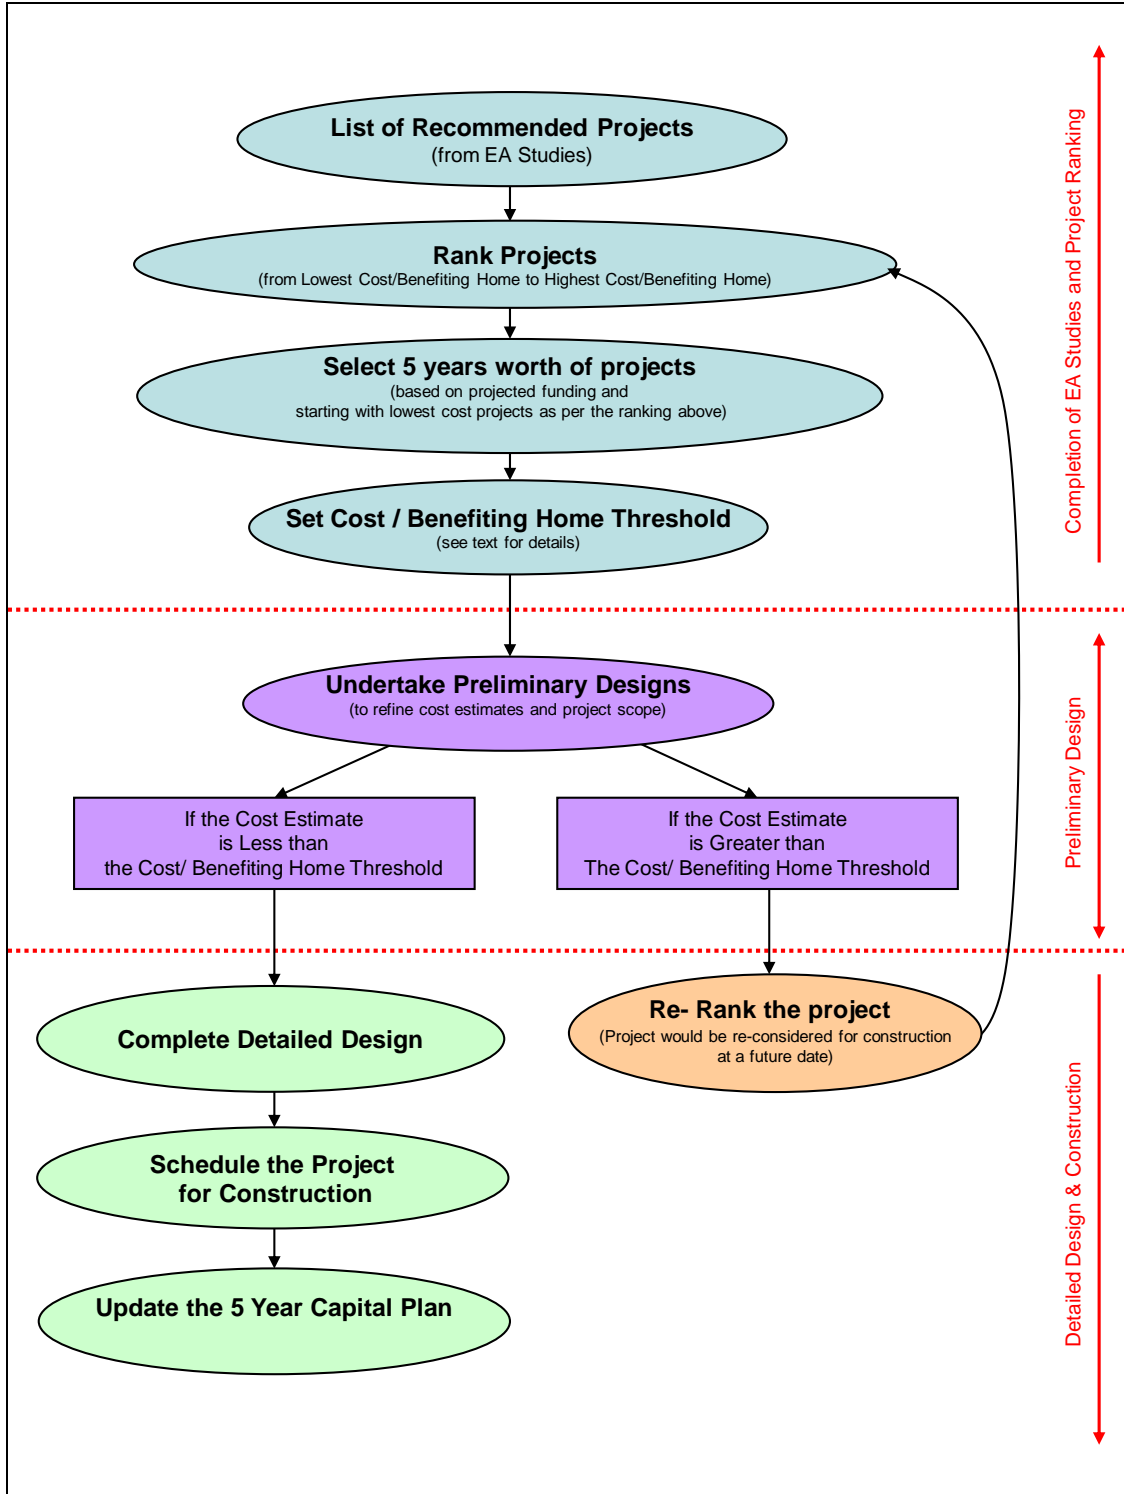 List of Recommended Projects
(from EA Studies)
Rank Projects
(from Lowest Cost/Benefiting Home to Highest Cost/Benefiting Home)
Select 5 years worth of projects
(based on projected funding and
starting with lowest cost projects as per the ranking above)
Set Cost / Benefiting Home Threshold
(see text for details)
Completion of EA Studies and Project Ranking
Undertake Preliminary Designs
(to refine cost estimates and project scope)
If the Cost Estimate
is Less than
the Cost/ Benefiting Home Threshold
If the Cost Estimate
is Greater than
The Cost/ Benefiting Home Threshold
Preliminary Design
Complete Detailed Design
Re- Rank the project
(Project would be re-considered for construction
at a future date)
Schedule the Project
for Construction
Update the 5 Year Capital Plan
Detailed Design & Construction